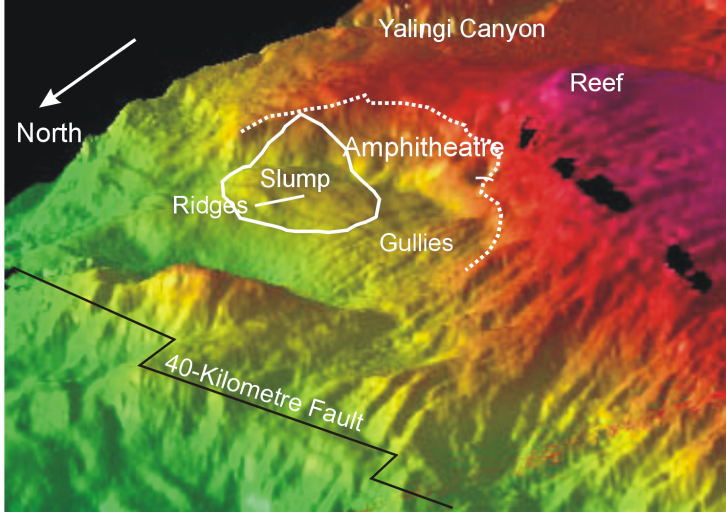 Yalingi Canyon
Reef
North
Amphitheatre
Slump
Ridges
Gullies
40-Kilometre Fault